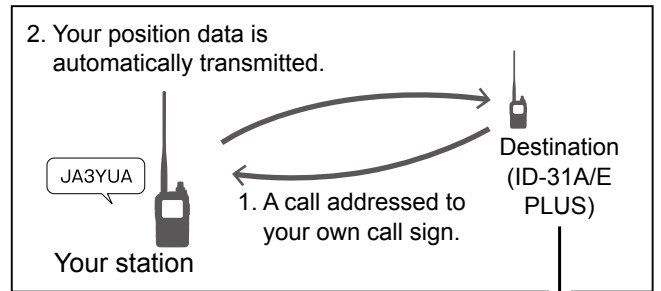 2. Your position data is
automatically transmitted.
JA3YUA
1. A call addressed to
your own call sign.
Your station
Destination
(ID-31A/E
PLUS)